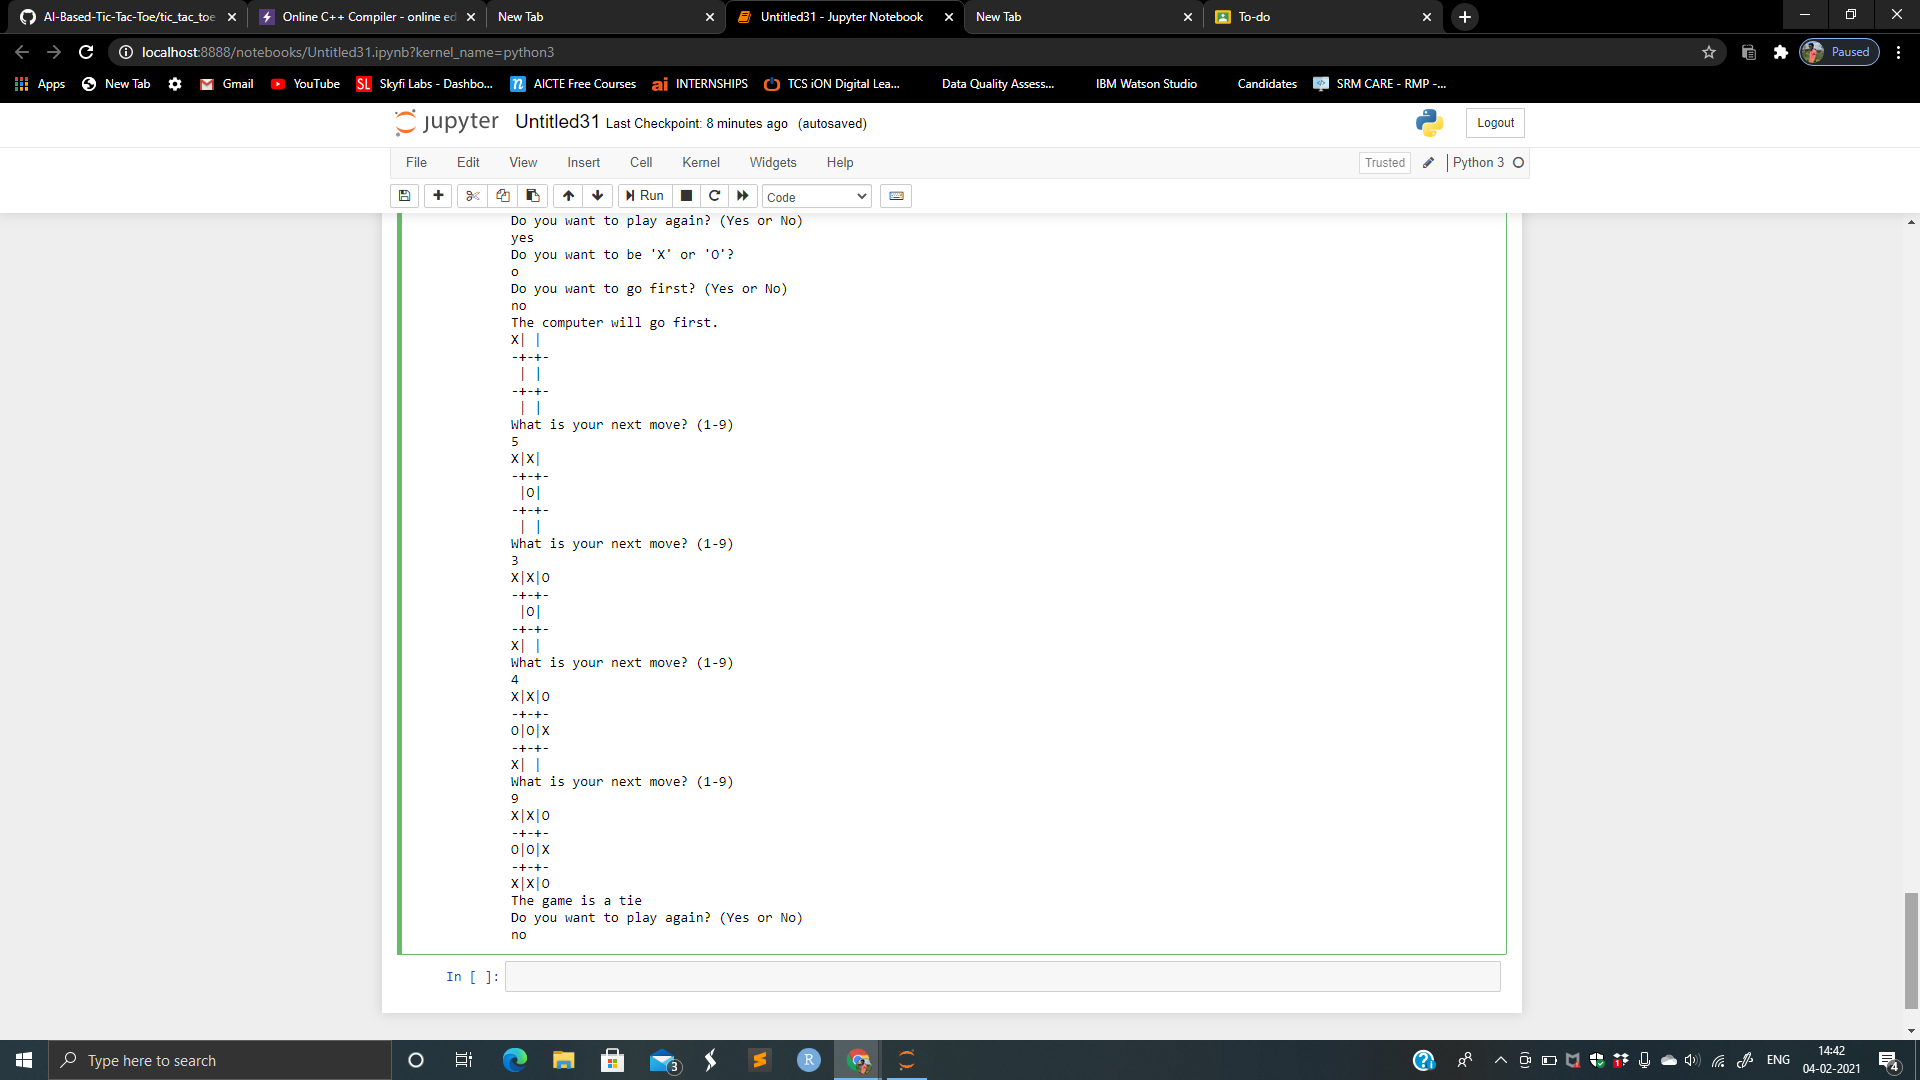 AI-Based-Tic-Tac-Toe/tic_tac_toe
Online C++ Compiler - online ed
New Tab
Untitled31 - Jupyter Notebook
New Tab
To-do
localhost:8888/notebooks/Untitled31.ipynb?kernel_name=python3
Paused
Apps
New Tab
Gmail
YouTube
SL Skyfi Labs - Dashbo...
n AICTE Free Courses
ai INTERNSHIPS
TCS iON Digital Lea...
Data Quality Assess...
IBM Watson Studio
Candidates
SRM CARE - RMP -...
jupyter Untitled31 Last Checkpoint: 8 minutes ago (autosaved)
Logout
File Edit View Insert Cell Kernel Widgets Help
Trusted
Python 3
Run
Code
Do you want to play again? (Yes or No)
yes
Do you want to be 'X' or 'O'?
o
Do you want to go first? (Yes or No)
no
The computer will go first.
X| |
-+-+-
 | |
-+-+-
 | |
What is your next move? (1-9)
5
X|X|
-+-+-
 |O|
-+-+-
 | |
What is your next move? (1-9)
3
X|X|O
-+-+-
 |O|
-+-+-
X| |
What is your next move? (1-9)
4
X|X|O
-+-+-
O|O|X
-+-+-
X| |
What is your next move? (1-9)
9
X|X|O
-+-+-
O|O|X
-+-+-
X|X|O
The game is a tie
Do you want to play again? (Yes or No)
no
In [ ]:
Type here to search
3
R
1
ENG
14:42
04-02-2021
4